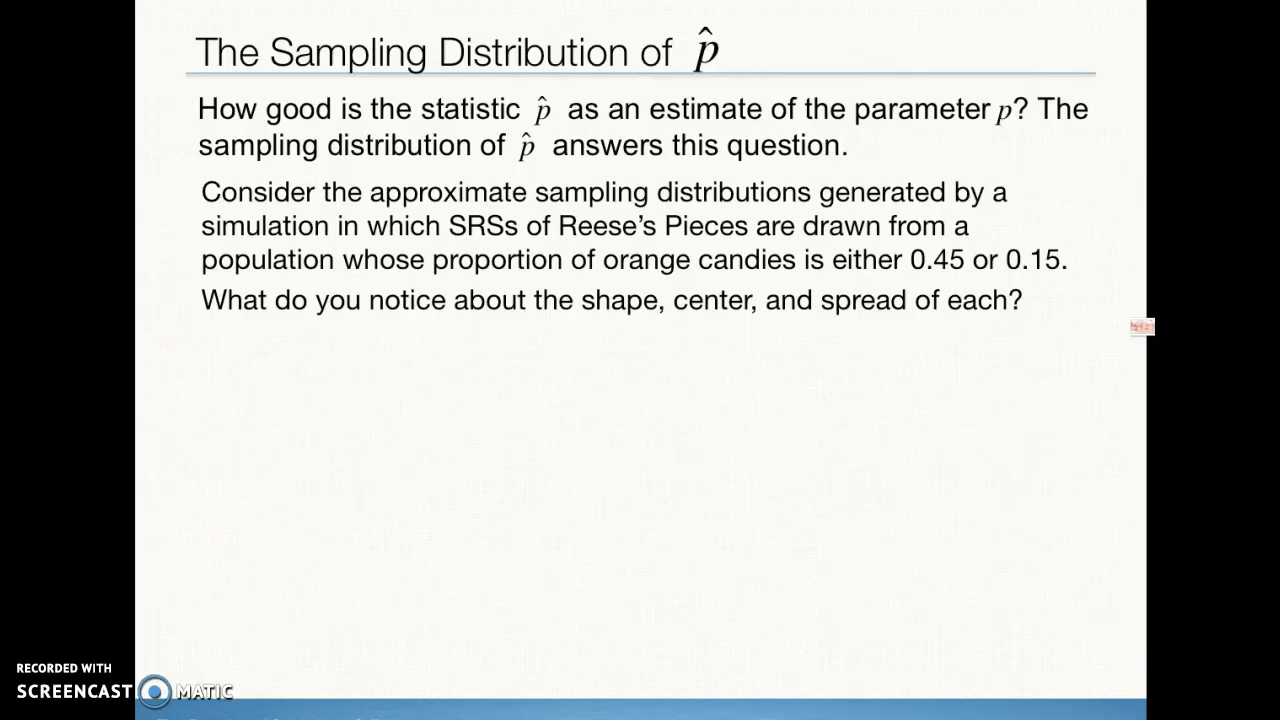 The Sampling Distribution of p̂
How good is the statistic p̂ as an estimate of the parameter p? The
sampling distribution of p̂ answers this question.
Consider the approximate sampling distributions generated by a
simulation in which SRSs of Reese’s Pieces are drawn from a
population whose proportion of orange candies is either 0.45 or 0.15.
What do you notice about the shape, center, and spread of each?
RECORDED WITH
SCREENCAST MATIC